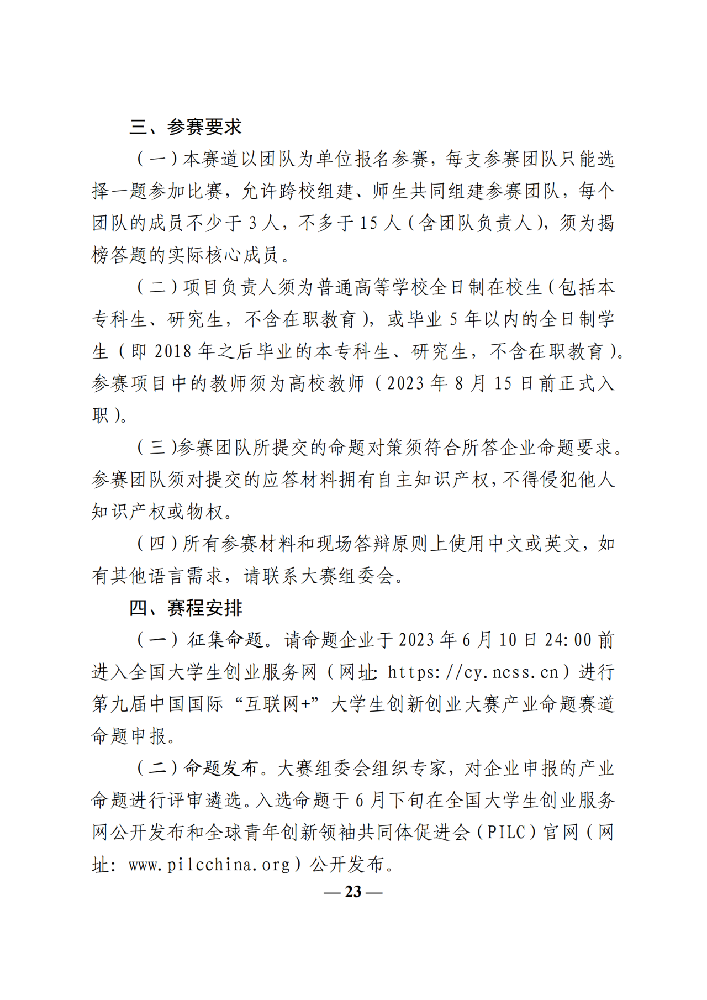 三、参赛要求
（一）本赛道以团队为单位报名参赛，每支参赛团队只能选
择一题参加比赛，允许跨校组建、师生共同组建参赛团队，每个
团队的成员不少于 3 人，不多于 15 人（含团队负责人），须为揭
榜答题的实际核心成员。
（二）项目负责人须为普通高等学校全日制在校生（包括本
专科生、研究生，不含在职教育），或毕业 5 年以内的全日制学
生（即 2018 年之后毕业的本专科生、研究生，不含在职教育）。
参赛项目中的教师须为高校教师（2023 年 8 月 15 日前正式入
职）。
（三）参赛团队所提交的命题对策须符合所答企业命题要求。
参赛团队须对提交的应答材料拥有自主知识产权，不得侵犯他人
知识产权或物权。
（四）所有参赛材料和现场答辩原则上使用中文或英文，如
有其他语言需求，请联系大赛组委会。
四、赛程安排
（一）征集命题。请命题企业于 2023 年 6 月 10 日 24:00 前
进入全国大学生创业服务网（网址：https://cy.ncss.cn）进行
第九届中国国际“互联网+”大学生创新创业大赛产业命题赛道
命题申报。
（二）命题发布。大赛组委会组织专家，对企业申报的产业
命题进行评审遴选。入选命题于 6 月下旬在全国大学生创业服务
网公开发布和全球青年创新领袖共同体促进会（PILC）官网（网
址：www.pilcchina.org）公开发布。
— 23 —